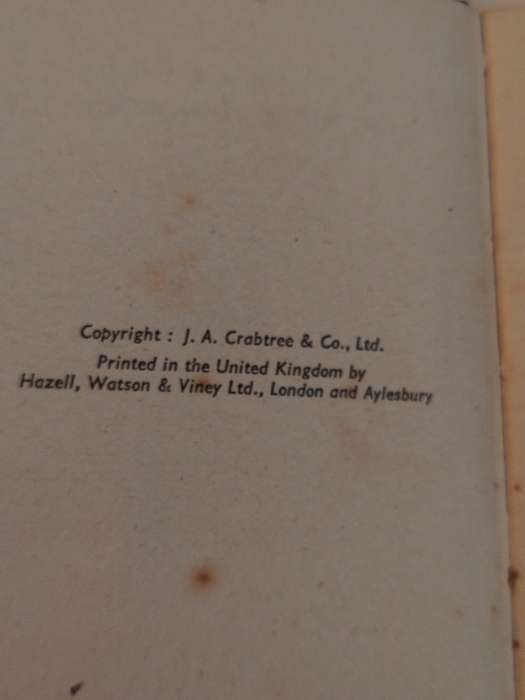 Copyright : J. A. Crabtree & Co., Ltd.
Printed in the United Kingdom by
Hazell, Watson & Viney Ltd., London and Aylesbury